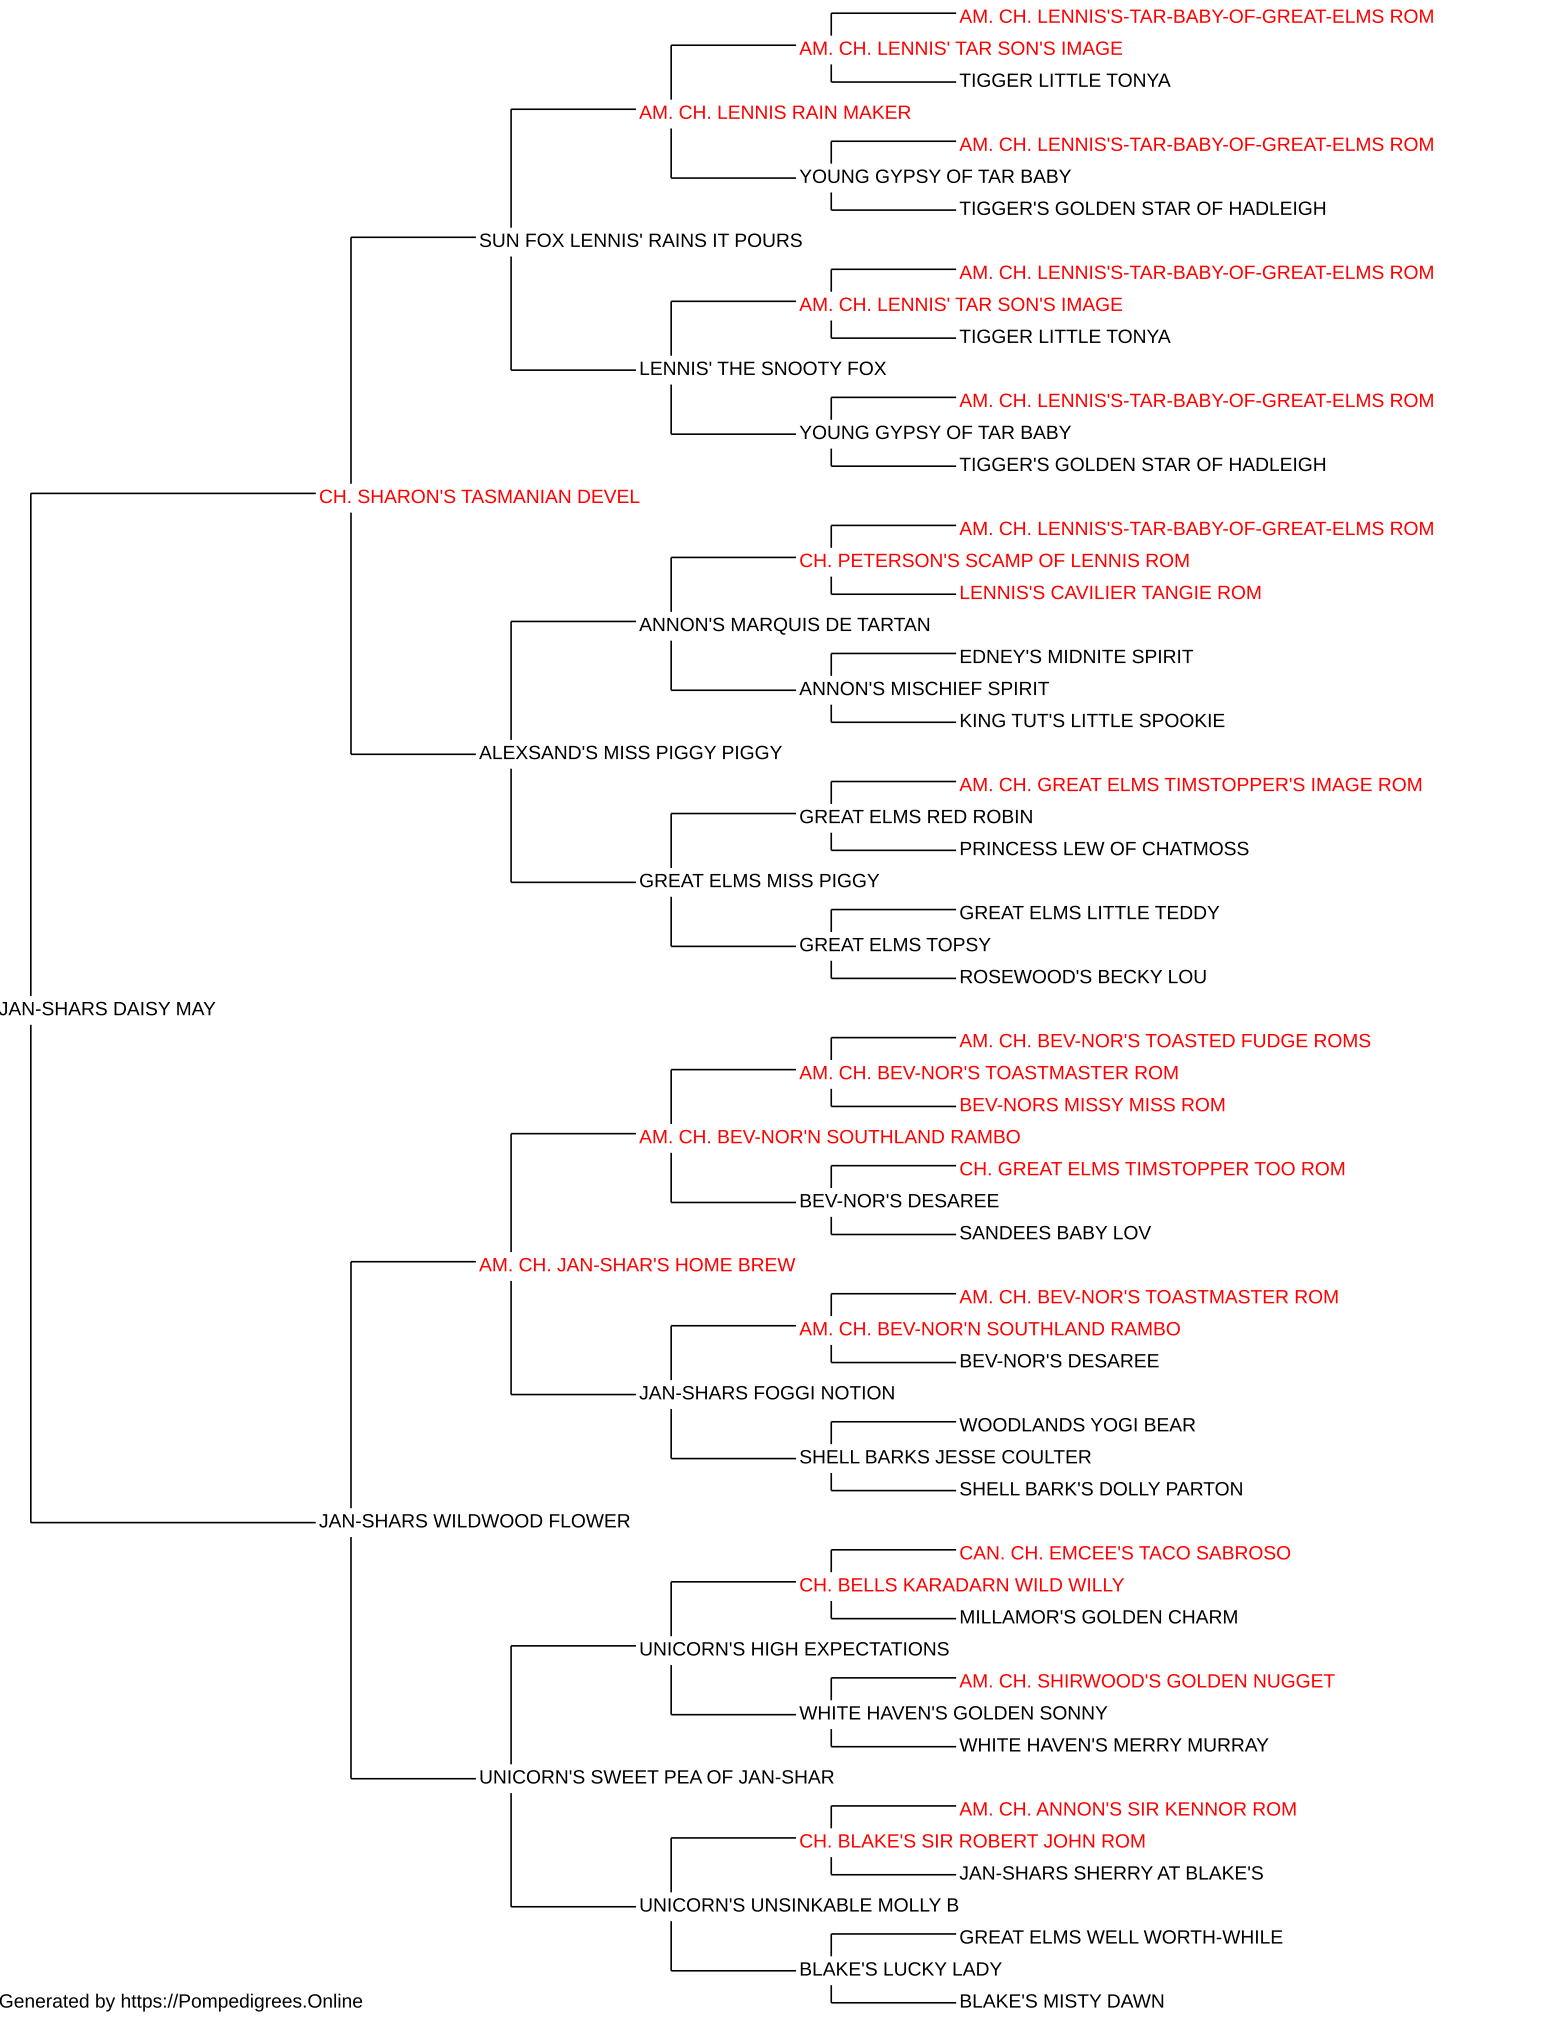 AM. CH. LENNIS'S-TAR-BABY-OF-GREAT-ELMS ROM
AM. CH. LENNIS' TAR SON'S IMAGE
TIGGER LITTLE TONYA
AM. CH. LENNIS RAIN MAKER
AM. CH. LENNIS'S-TAR-BABY-OF-GREAT-ELMS ROM
YOUNG GYPSY OF TAR BABY
TIGGER'S GOLDEN STAR OF HADLEIGH
SUN FOX LENNIS' RAINS IT POURS
AM. CH. LENNIS'S-TAR-BABY-OF-GREAT-ELMS ROM
AM. CH. LENNIS' TAR SON'S IMAGE
TIGGER LITTLE TONYA
LENNIS' THE SNOOTY FOX
AM. CH. LENNIS'S-TAR-BABY-OF-GREAT-ELMS ROM
YOUNG GYPSY OF TAR BABY
TIGGER'S GOLDEN STAR OF HADLEIGH
CH. SHARON'S TASMANIAN DEVEL
AM. CH. LENNIS'S-TAR-BABY-OF-GREAT-ELMS ROM
CH. PETERSON'S SCAMP OF LENNIS ROM
LENNIS'S CAVILIER TANGIE ROM
ANNON'S MARQUIS DE TARTAN
EDNEY'S MIDNITE SPIRIT
ANNON'S MISCHIEF SPIRIT
KING TUT'S LITTLE SPOOKIE
ALEXSAND'S MISS PIGGY PIGGY
AM. CH. GREAT ELMS TIMSTOPPER'S IMAGE ROM
GREAT ELMS RED ROBIN
PRINCESS LEW OF CHATMOSS
GREAT ELMS MISS PIGGY
GREAT ELMS LITTLE TEDDY
GREAT ELMS TOPSY
ROSEWOOD'S BECKY LOU
JAN-SHARS DAISY MAY
AM. CH. BEV-NOR'S TOASTED FUDGE ROMS
AM. CH. BEV-NOR'S TOASTMASTER ROM
BEV-NORS MISSY MISS ROM
AM. CH. BEV-NOR'N SOUTHLAND RAMBO
CH. GREAT ELMS TIMSTOPPER TOO ROM
BEV-NOR'S DESAREE
SANDEES BABY LOV
AM. CH. JAN-SHAR'S HOME BREW
AM. CH. BEV-NOR'S TOASTMASTER ROM
AM. CH. BEV-NOR'N SOUTHLAND RAMBO
BEV-NOR'S DESAREE
JAN-SHARS FOGGI NOTION
WOODLANDS YOGI BEAR
SHELL BARKS JESSE COULTER
SHELL BARK'S DOLLY PARTON
JAN-SHARS WILDWOOD FLOWER
CAN. CH. EMCEE'S TACO SABROSO
CH. BELLS KARADARN WILD WILLY
MILLAMOR'S GOLDEN CHARM
UNICORN'S HIGH EXPECTATIONS
AM. CH. SHIRWOOD'S GOLDEN NUGGET
WHITE HAVEN'S GOLDEN SONNY
WHITE HAVEN'S MERRY MURRAY
UNICORN'S SWEET PEA OF JAN-SHAR
AM. CH. ANNON'S SIR KENNOR ROM
CH. BLAKE'S SIR ROBERT JOHN ROM
JAN-SHARS SHERRY AT BLAKE'S
UNICORN'S UNSINKABLE MOLLY B
GREAT ELMS WELL WORTH-WHILE
BLAKE'S LUCKY LADY
BLAKE'S MISTY DAWN
Generated by https://Pompedigrees.Online